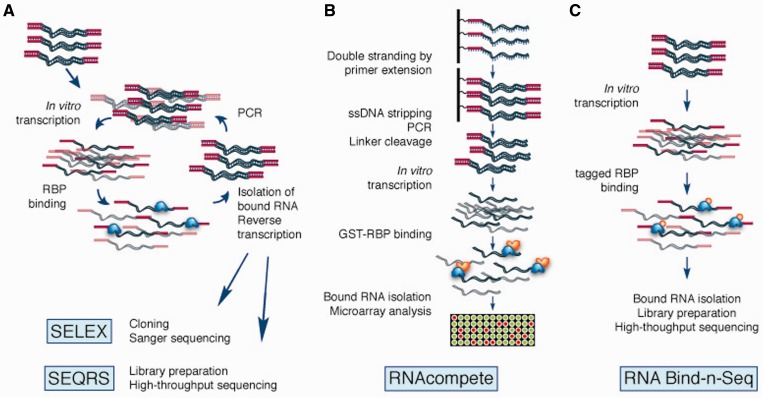 A
In vitro
transcription
PCR
RBP
binding
Isolation of
bound RNA
Reverse
transcription
SELEX
Cloning
Sanger sequencing
SEQRS
Library preparation
High-throughput sequencing
B
Double stranding by
primer extension
ssDNA stripping
PCR
Linker cleavage
In vitro
transcription
GST-RBP binding
Bound RNA isolation
Microarray analysis
RNAcompete
C
In vitro
transcription
tagged RBP
binding
Bound RNA isolation
Library preparation
High-thoughput sequencing
RNA Bind-n-Seq